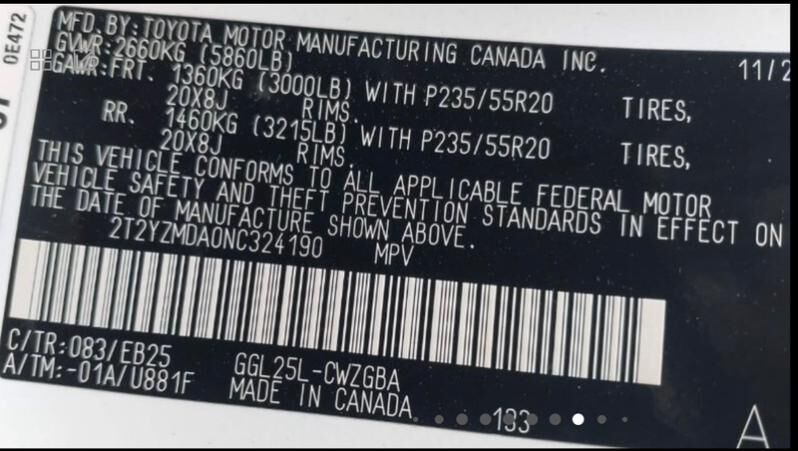 0E472
MFD.BY:TOYOTA MOTOR MANUFACTURING CANADA INC. 11/2
GVWR:2660KG (5860LB)
GAWR:FRT. 1360KG (3000LB) WITH P235/55R20 TIRES,
20X8J RIMS.
RR. 1460KG (3215LB) WITH P235/55R20 TIRES,
20X8J RIMS.
THIS VEHICLE CONFORMS TO ALL APPLICABLE FEDERAL MOTOR
VEHICLE SAFETY AND THEFT PREVENTION STANDARDS IN EFFECT ON
THE DATE OF MANUFACTURE SHOWN ABOVE.
2T2YZMDA0NC324190 MPV
C/TR:083/EB25 GGL25L-CWZGBA
A/TM:-01A/U881F MADE IN CANADA
A